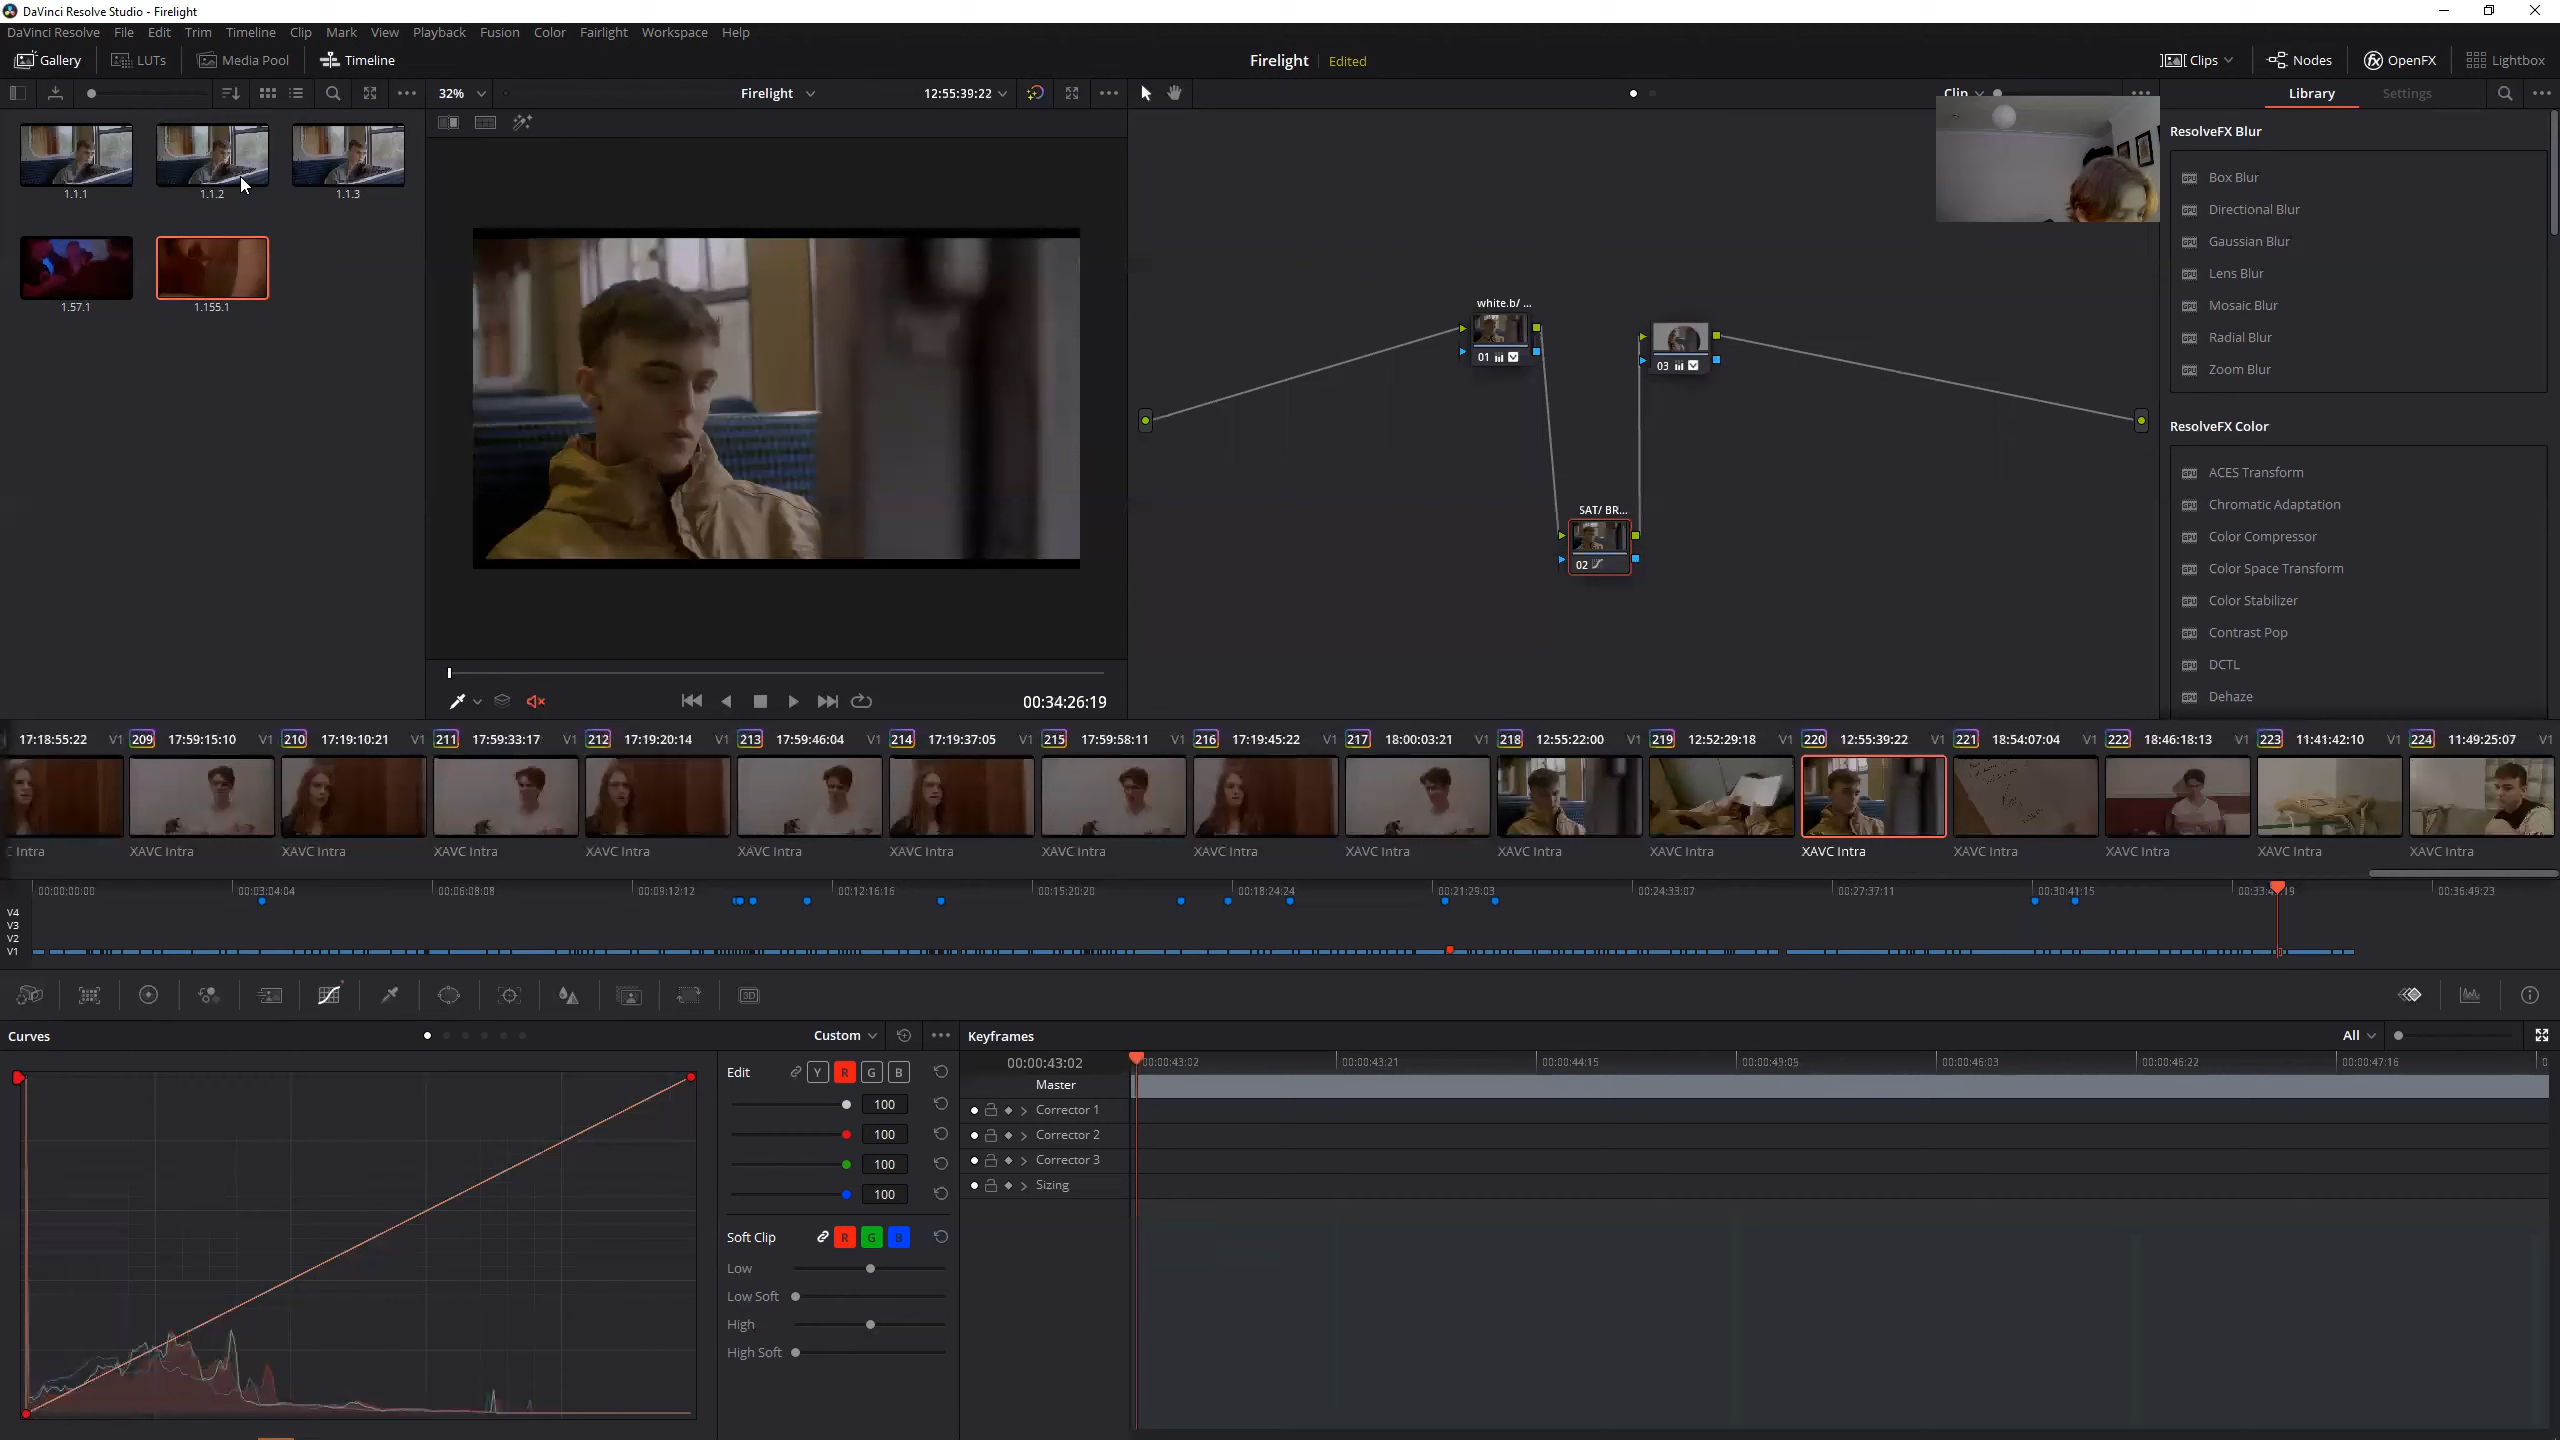 DaVinci Resolve Studio - Firelight
DaVinci Resolve File Edit Trim Timeline Clip Mark View Playback Fusion Color Fairlight Workspace Help
Gallery LUTs Media Pool Timeline Firelight Edited Clips Nodes OpenFX Lightbox
32% Firelight 12:55:39:22 Clip Library Settings
1.1.1 1.1.2 1.1.3
1.57.1 1.155.1
white.b/ ...
01
03
SAT/ BR...
02
ResolveFX Blur
Box Blur
Directional Blur
Gaussian Blur
Lens Blur
Mosaic Blur
Radial Blur
Zoom Blur
ResolveFX Color
ACES Transform
Chromatic Adaptation
Color Compressor
Color Space Transform
Color Stabilizer
Contrast Pop
DCTL
Dehaze
00:34:26:19
17:18:55:22 V1 209 17:59:15:10 V1 210 17:19:10:21 V1 211 17:59:33:17 V1 212 17:19:20:14 V1 213 17:59:46:04 V1 214 17:19:37:05 V1 215 17:59:58:11 V1 216 17:19:45:22 V1 217 18:00:03:21 V1 218 12:55:22:00 V1 219 12:52:29:18 V1 220 12:55:39:22 V1 221 18:54:07:04 V1 222 18:46:18:13 V1 223 11:41:42:10 V1 224 11:49:25:07 V1
C Intra XAVC Intra XAVC Intra XAVC Intra XAVC Intra XAVC Intra XAVC Intra XAVC Intra XAVC Intra XAVC Intra XAVC Intra XAVC Intra XAVC Intra XAVC Intra XAVC Intra XAVC Intra XAVC Intra
00:00:00:00 00:03:04:04 00:06:08:08 00:09:12:12 00:12:16:16 00:15:20:20 00:18:24:24 00:21:29:03 00:24:33:07 00:27:37:11 00:30:41:15 00:36:49:23
V4
V3
V2
V1
3D
Curves Custom Keyframes All
Edit Y R G B
100
100
100
100
Soft Clip R G B
Low
Low Soft
High
High Soft
00:00:43:02 00:00:43:02 00:00:43:21 00:00:44:15 00:00:49:05 00:00:46:03 00:00:46:22 00:00:47:16
Master
Corrector 1
Corrector 2
Corrector 3
Sizing